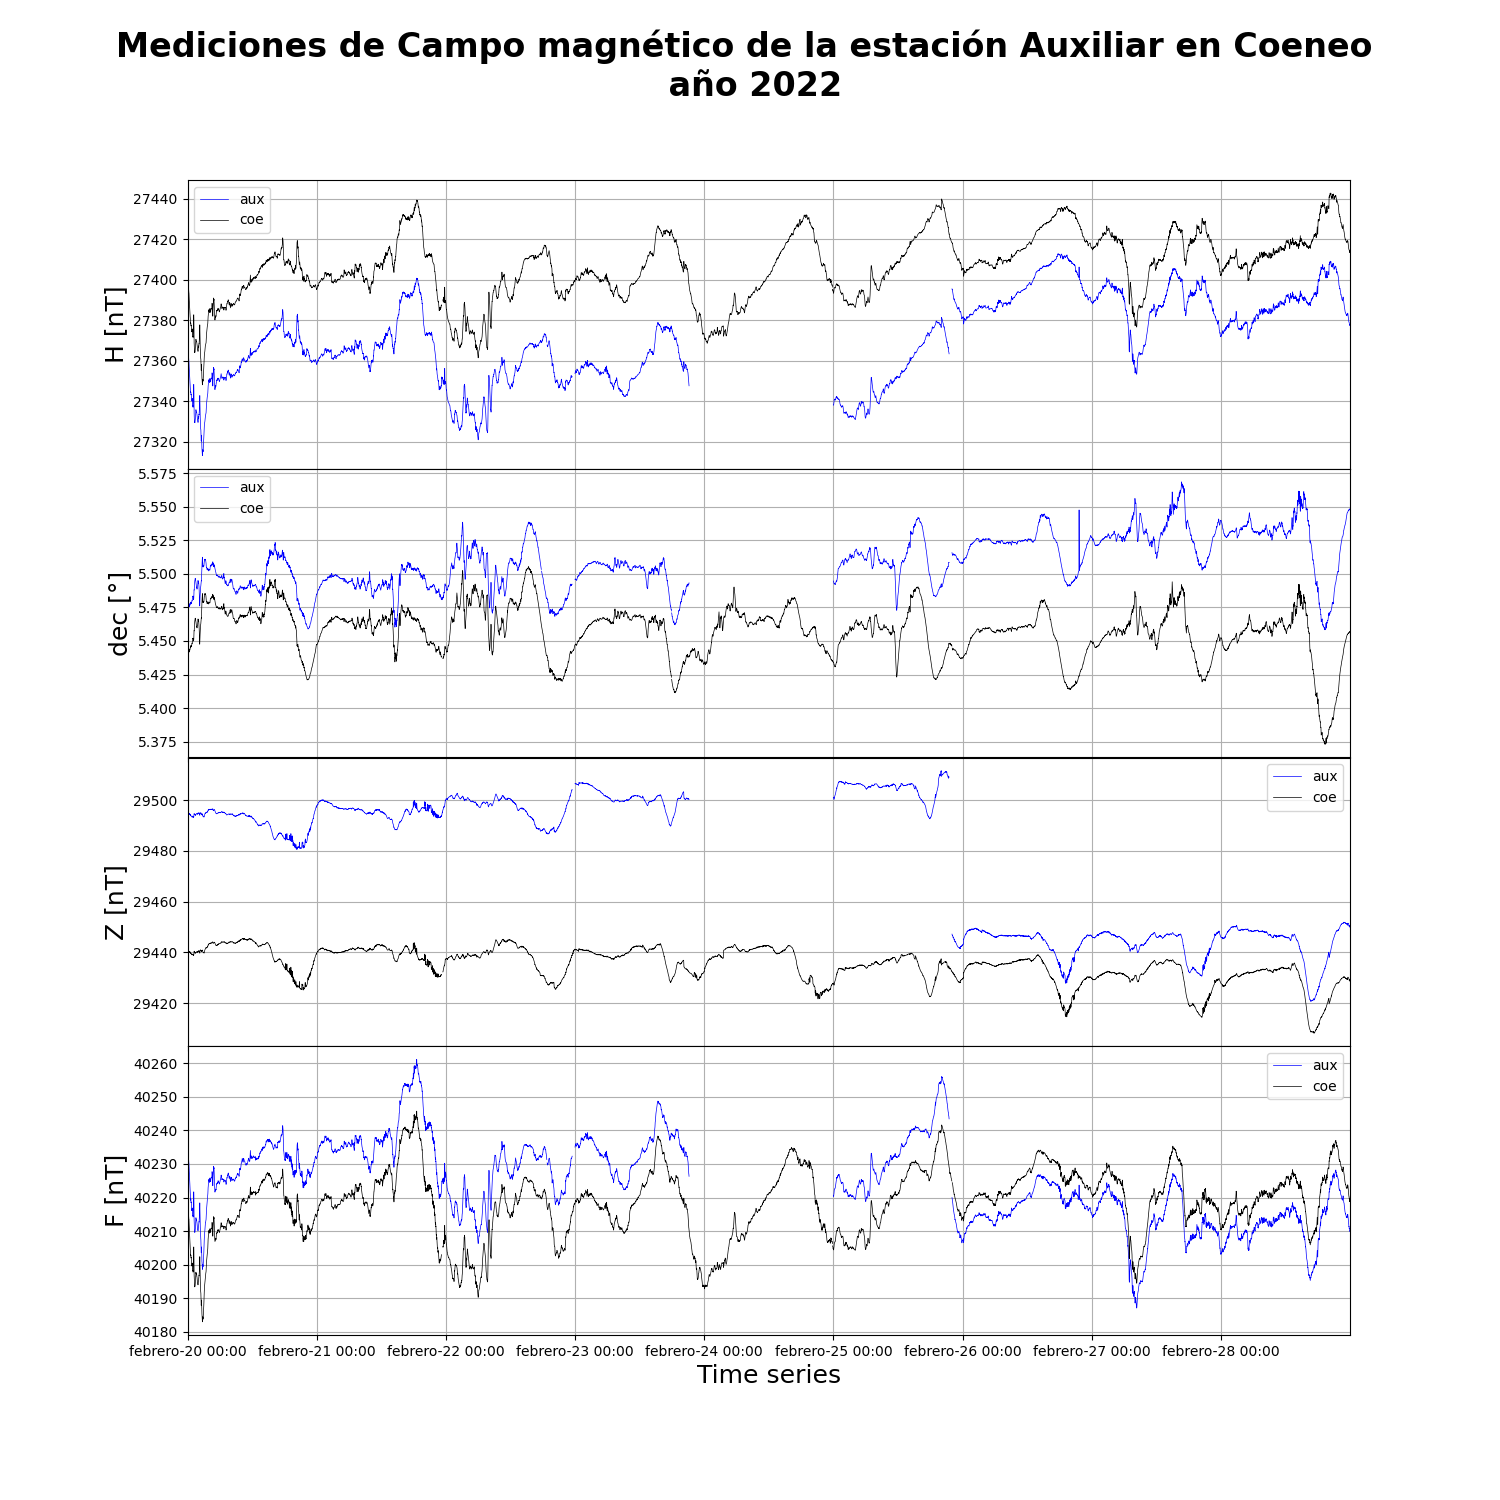 Mediciones de Campo magnético de la estación Auxiliar en Coeneo
año 2022
H [nT]
27440
27420
27400
27380
27360
27340
27320
aux
coe
dec [°]
5.575
5.550
5.525
5.500
5.475
5.450
5.425
5.400
5.375
aux
coe
Z [nT]
29500
29480
29460
29440
29420
aux
coe
F [nT]
40260
40250
40240
40230
40220
40210
40200
40190
40180
aux
coe
febrero-20 00:00 febrero-21 00:00 febrero-22 00:00 febrero-23 00:00 febrero-24 00:00 febrero-25 00:00 febrero-26 00:00 febrero-27 00:00 febrero-28 00:00
Time series